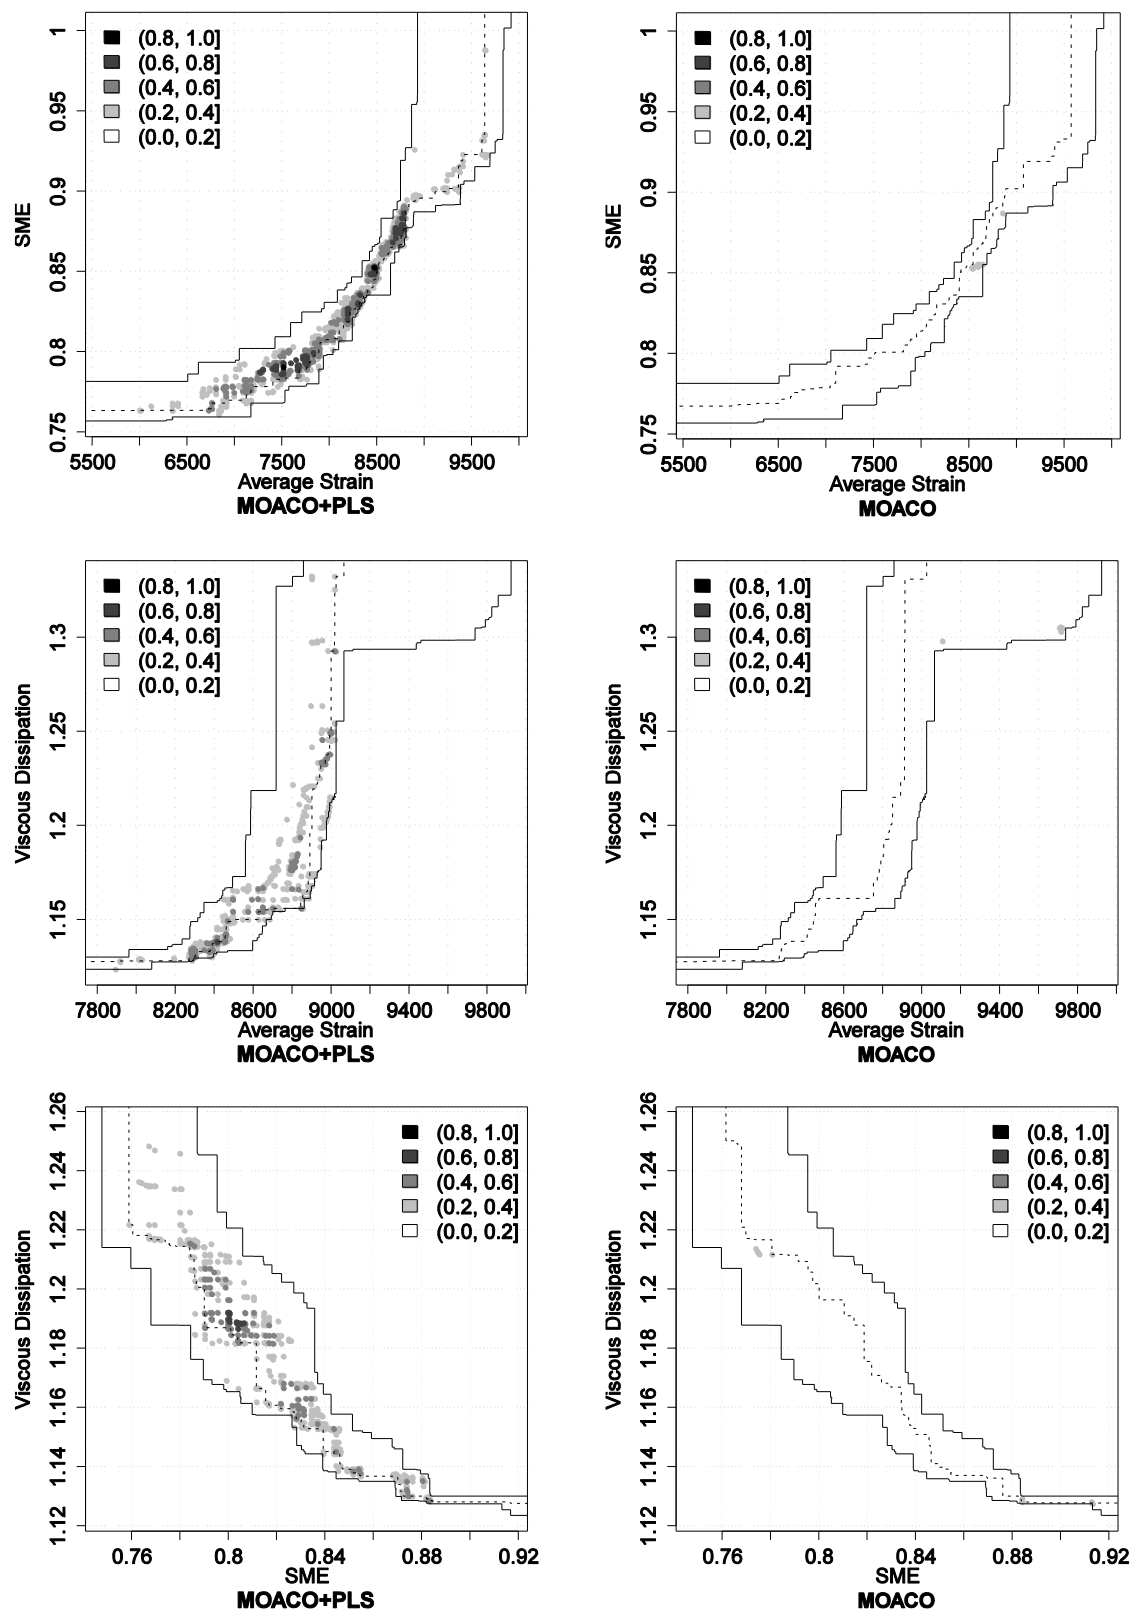 (0.8, 1.0]
(0.6, 0.8]
(0.4, 0.6]
(0.2, 0.4]
(0.0, 0.2]
SME
0.75 0.8 0.85 0.9 0.95 1
5500 6500 7500 8500 9500
Average Strain
MOACO+PLS
(0.8, 1.0]
(0.6, 0.8]
(0.4, 0.6]
(0.2, 0.4]
(0.0, 0.2]
SME
0.75 0.8 0.85 0.9 0.95 1
5500 6500 7500 8500 9500
Average Strain
MOACO
(0.8, 1.0]
(0.6, 0.8]
(0.4, 0.6]
(0.2, 0.4]
(0.0, 0.2]
Viscous Dissipation
1.15 1.2 1.25 1.3
7800 8200 8600 9000 9400 9800
Average Strain
MOACO+PLS
(0.8, 1.0]
(0.6, 0.8]
(0.4, 0.6]
(0.2, 0.4]
(0.0, 0.2]
Viscous Dissipation
1.15 1.2 1.25 1.3
7800 8200 8600 9000 9400 9800
Average Strain
MOACO
(0.8, 1.0]
(0.6, 0.8]
(0.4, 0.6]
(0.2, 0.4]
(0.0, 0.2]
Viscous Dissipation
1.12 1.14 1.16 1.18 1.2 1.22 1.24 1.26
0.76 0.8 0.84 0.88 0.92
SME
MOACO+PLS
(0.8, 1.0]
(0.6, 0.8]
(0.4, 0.6]
(0.2, 0.4]
(0.0, 0.2]
Viscous Dissipation
1.12 1.14 1.16 1.18 1.2 1.22 1.24 1.26
0.76 0.8 0.84 0.88 0.92
SME
MOACO